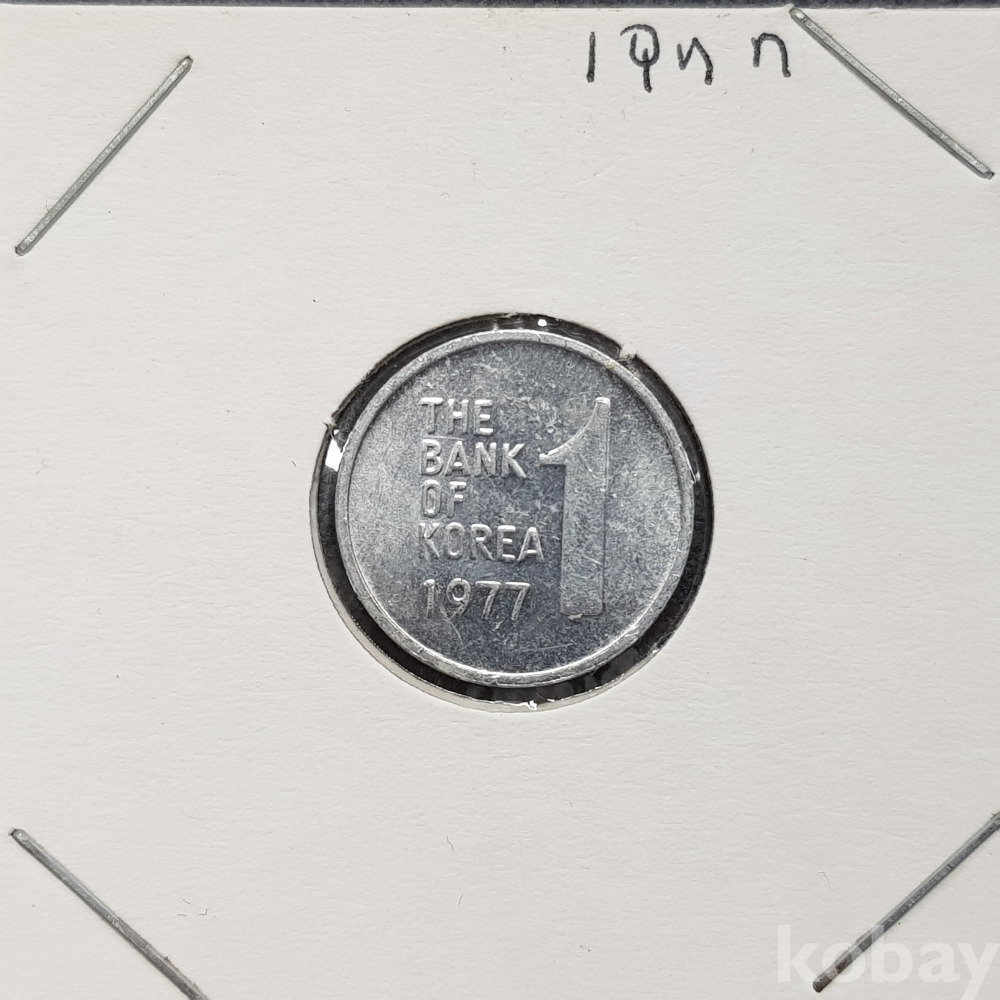 1977
THE
BANK
OF
KOREA
1977
1
kobay